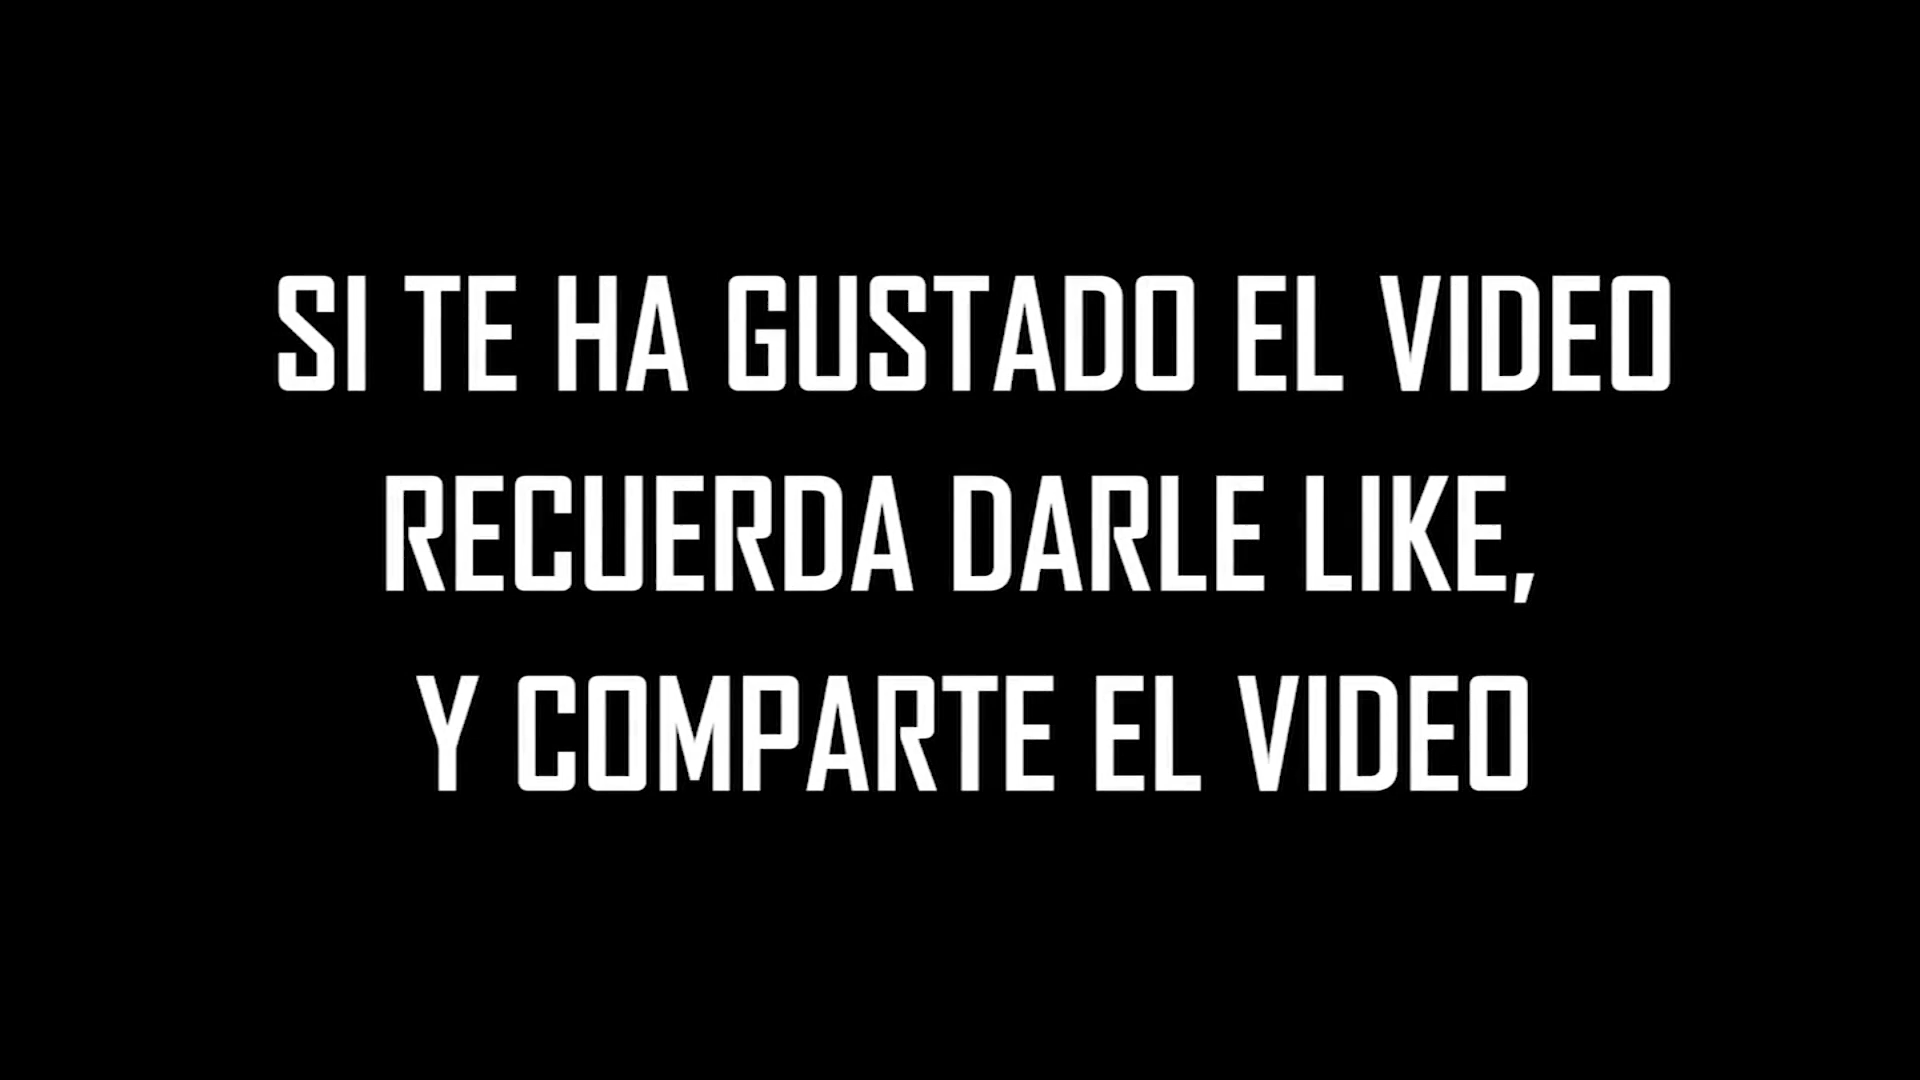 SI TE HA GUSTADO EL VIDEO
RECUERDA DARLE LIKE,
Y COMPARTE EL VIDEO